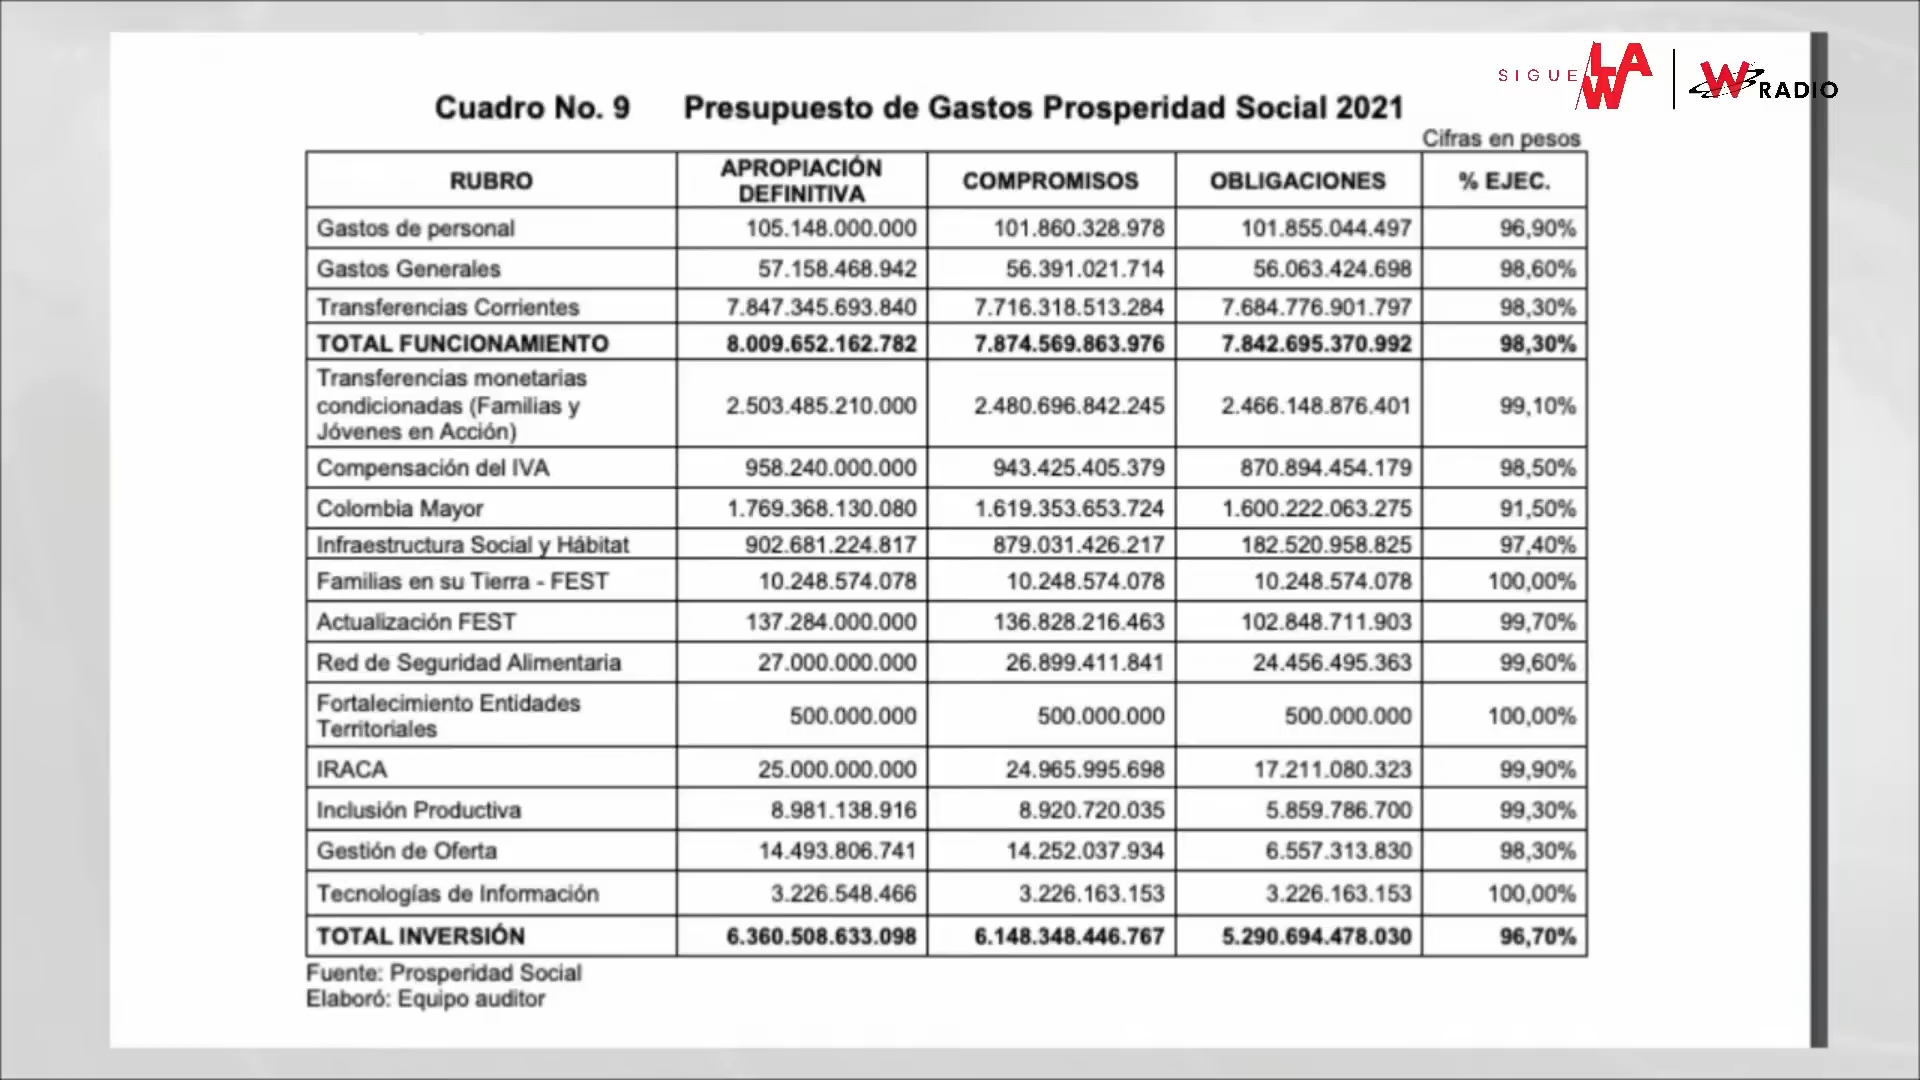 SIGUE LA W | W RADIO
Cuadro No. 9 Presupuesto de Gastos Prosperidad Social 2021
Cifras en pesos
RUBRO APROPIACIÓN DEFINITIVA COMPROMISOS OBLIGACIONES % EJEC.
Gastos de personal 105.148.000.000 101.860.328.978 101.855.044.497 96,90%
Gastos Generales 57.158.468.942 56.391.021.714 56.063.424.698 98,60%
Transferencias Corrientes 7.847.345.693.840 7.716.318.513.284 7.684.776.901.797 98,30%
TOTAL FUNCIONAMIENTO 8.009.652.162.782 7.874.569.863.976 7.842.695.370.992 98,30%
Transferencias monetarias
condicionadas (Familias y
Jóvenes en Acción) 2.503.485.210.000 2.480.696.842.245 2.466.148.876.401 99,10%
Compensación del IVA 958.240.000.000 943.425.405.379 870.894.454.179 98,50%
Colombia Mayor 1.769.368.130.080 1.619.353.653.724 1.600.222.063.275 91,50%
Infraestructura Social y Hábitat 902.681.224.817 879.031.426.217 182.520.958.825 97,40%
Familias en su Tierra - FEST 10.248.574.078 10.248.574.078 10.248.574.078 100,00%
Actualización FEST 137.284.000.000 136.828.216.463 102.848.711.903 99,70%
Red de Seguridad Alimentaria 27.000.000.000 26.899.411.841 24.456.495.363 99,60%
Fortalecimiento Entidades
Territoriales 500.000.000 500.000.000 500.000.000 100,00%
IRACA 25.000.000.000 24.965.995.698 17.211.080.323 99,90%
Inclusión Productiva 8.981.138.916 8.920.720.035 5.859.786.700 99,30%
Gestión de Oferta 14.493.806.741 14.252.037.934 6.557.313.830 98,30%
Tecnologías de Información 3.226.548.466 3.226.163.153 3.226.163.153 100,00%
TOTAL INVERSIÓN 6.360.508.633.098 6.148.348.446.767 5.290.694.478.030 96,70%
Fuente: Prosperidad Social
Elaboró: Equipo auditor